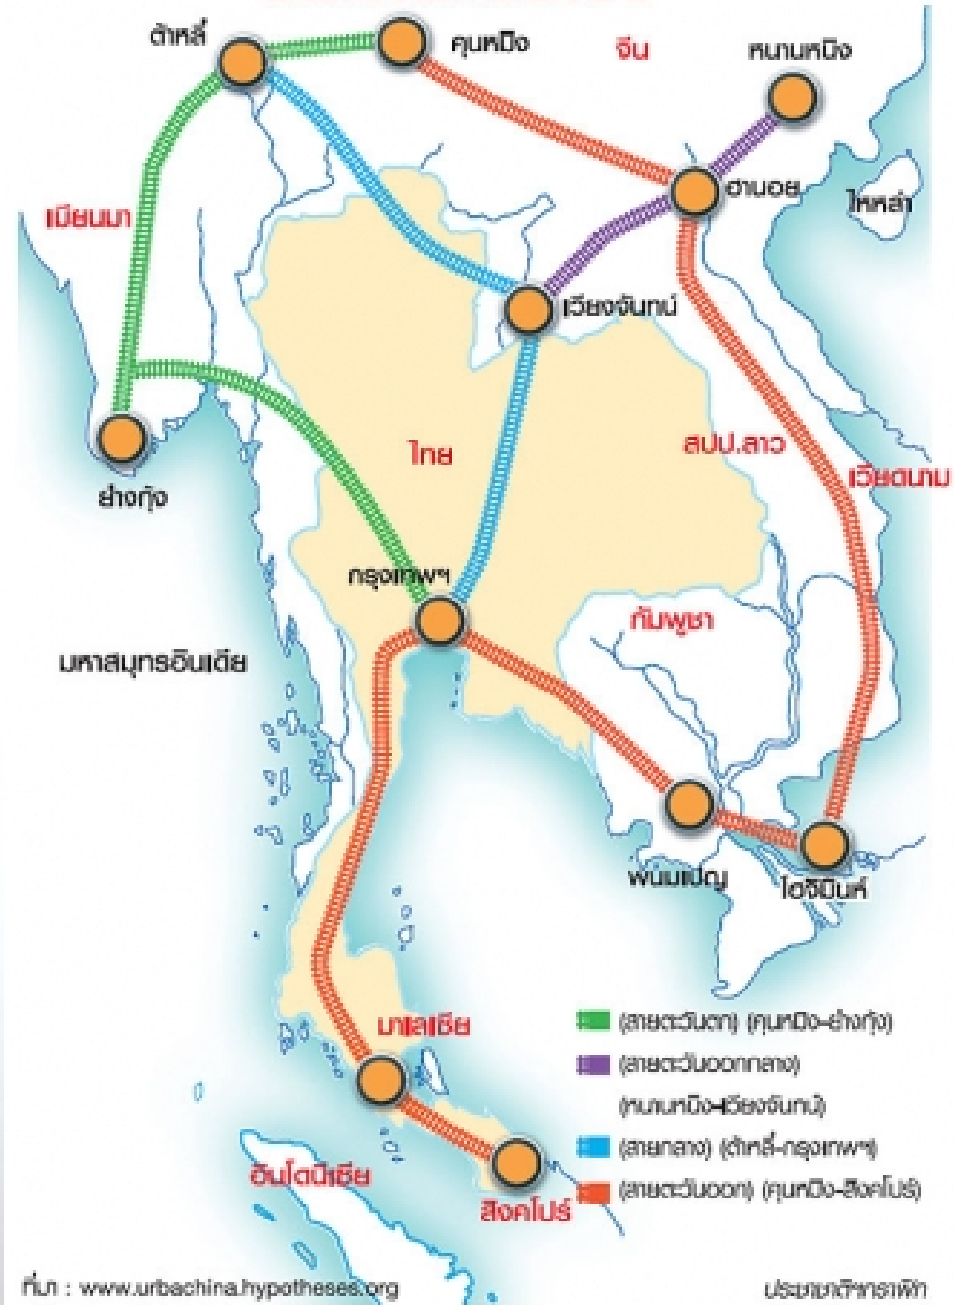 ต้าหลี่
คุนหมิง
จีน
หนานหนิง
ฮานอย
ไหหลำ
เมียนมา
เวียงจันทน์
ไทย
สปป.ลาว
เวียดนาม
ย่างกุ้ง
กรุงเทพฯ
กัมพูชา
มหาสมุทรอินเดีย
พนมเปญ
โฮจิมินห์
มาเลเซีย
(สายตะวันตก) (คุนหมิง-ย่างกุ้ง)
(สายตะวันออกกลาง)
(หนานหนิง-เวียงจันทน์)
(สายกลาง) (ต้าหลี่-กรุงเทพฯ)
(สายตะวันออก) (คุนหมิง-สิงคโปร์)
อินโดนีเซีย
สิงคโปร์
ที่มา : www.urbachina.hypotheses.org
ประชาชาติฯกราฟิก